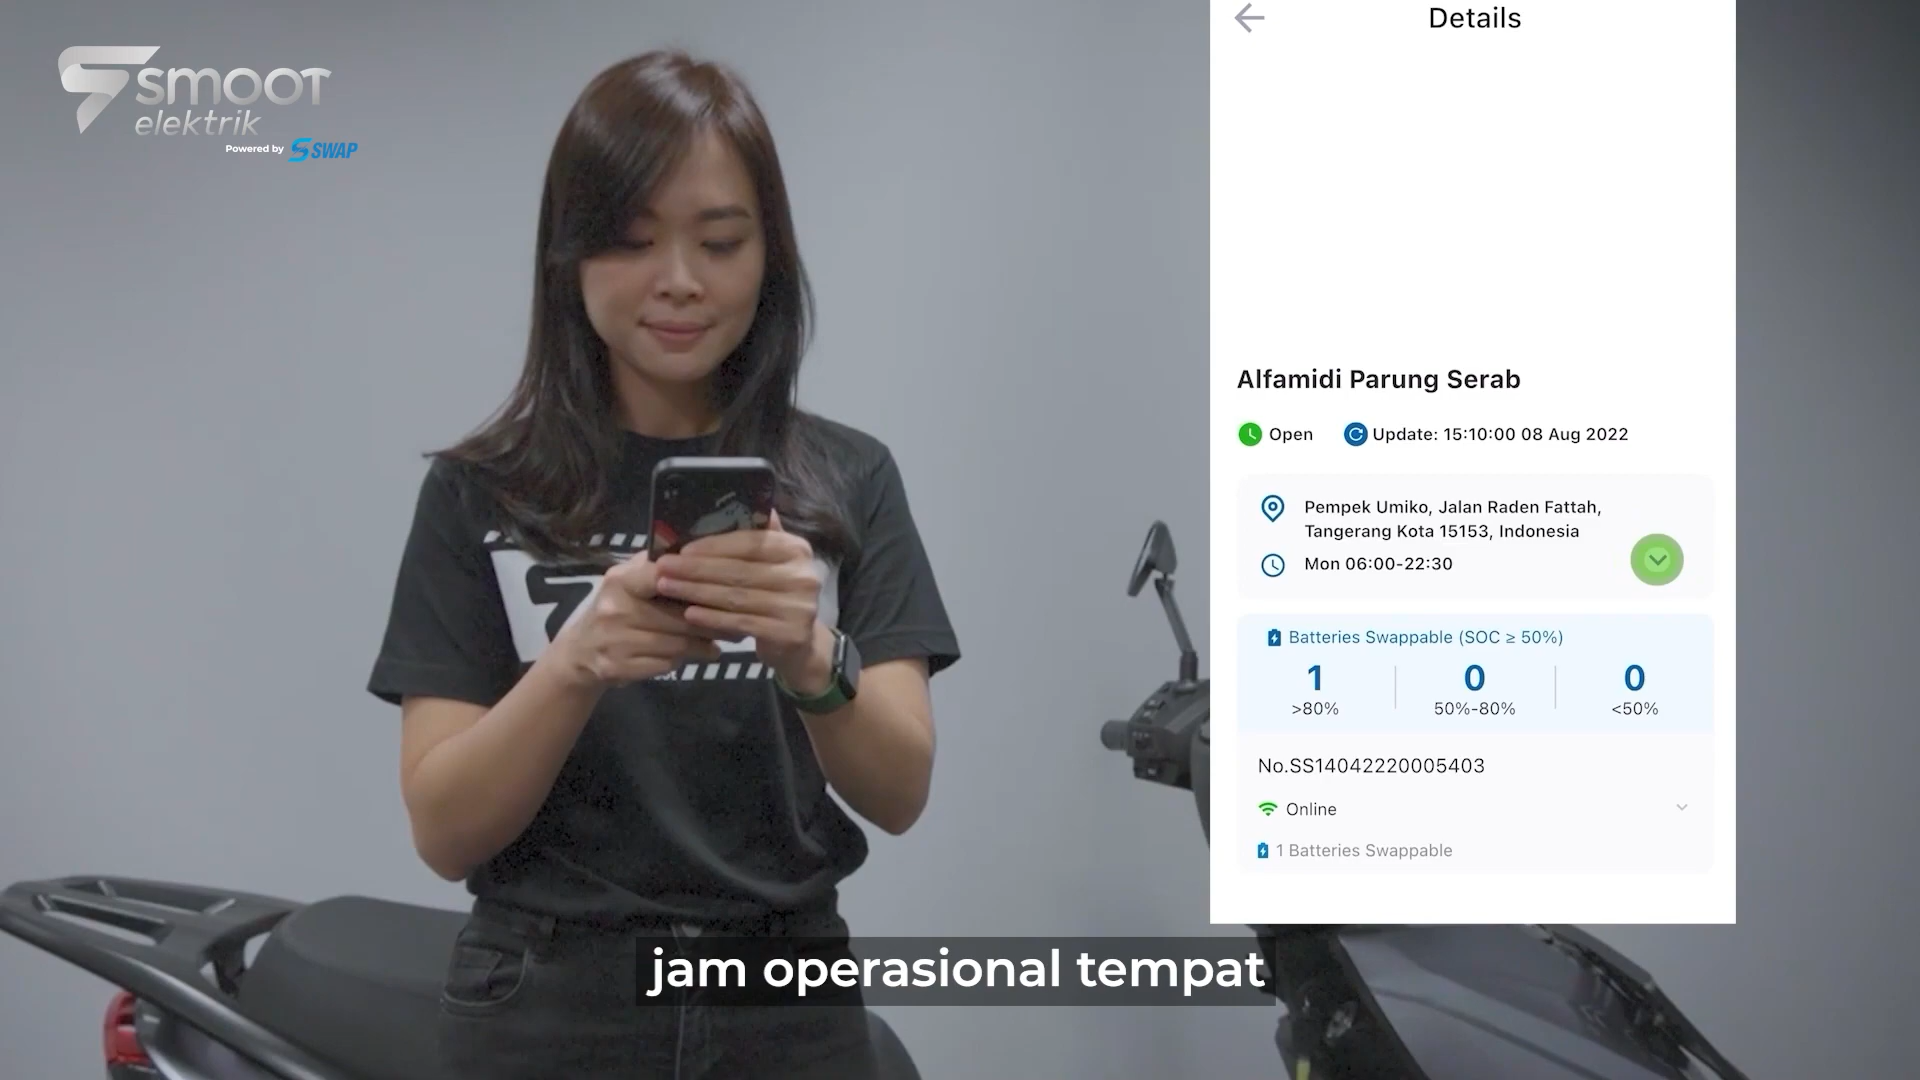 smoot
elektrik
Powered by SWAP
Details
Alfamidi Parung Serab
Open
Update: 15:10:00 08 Aug 2022
Pempek Umiko, Jalan Raden Fattah,
Tangerang Kota 15153, Indonesia
Mon 06:00-22:30
Batteries Swappable (SOC ≥ 50%)
1 0 0
>80% 50%-80% <50%
No.SS14042220005403
Online
1 Batteries Swappable
jam operasional tempat